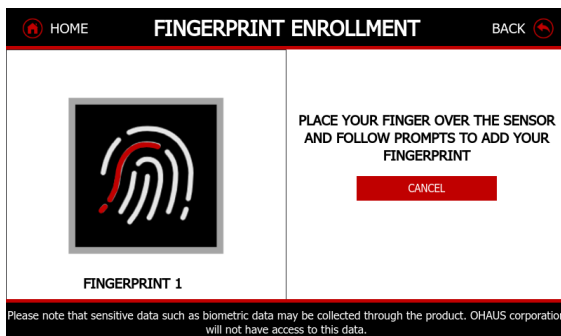 HOME
FINGERPRINT ENROLLMENT
BACK
PLACE YOUR FINGER OVER THE SENSOR
AND FOLLOW PROMPTS TO ADD YOUR
FINGERPRINT
CANCEL
FINGERPRINT 1
Please note that sensitive data such as biometric data may be collected through the product. OHAUS corporation
will not have access to this data.